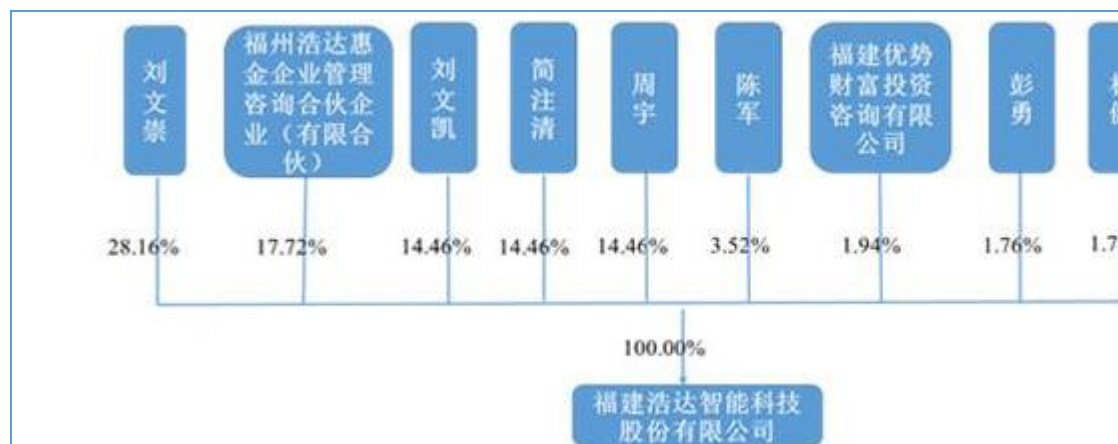 刘文崇
福州浩达惠
金企业管理
咨询合伙企
业（有限合
伙）
刘文凯
简注清
周宇
陈军
福建优势
财富投资
咨询有限
公司
彭勇
28.16%
17.72%
14.46%
14.46%
14.46%
3.52%
1.94%
1.76%
1.7
100.00%
福建浩达智能科技
股份有限公司